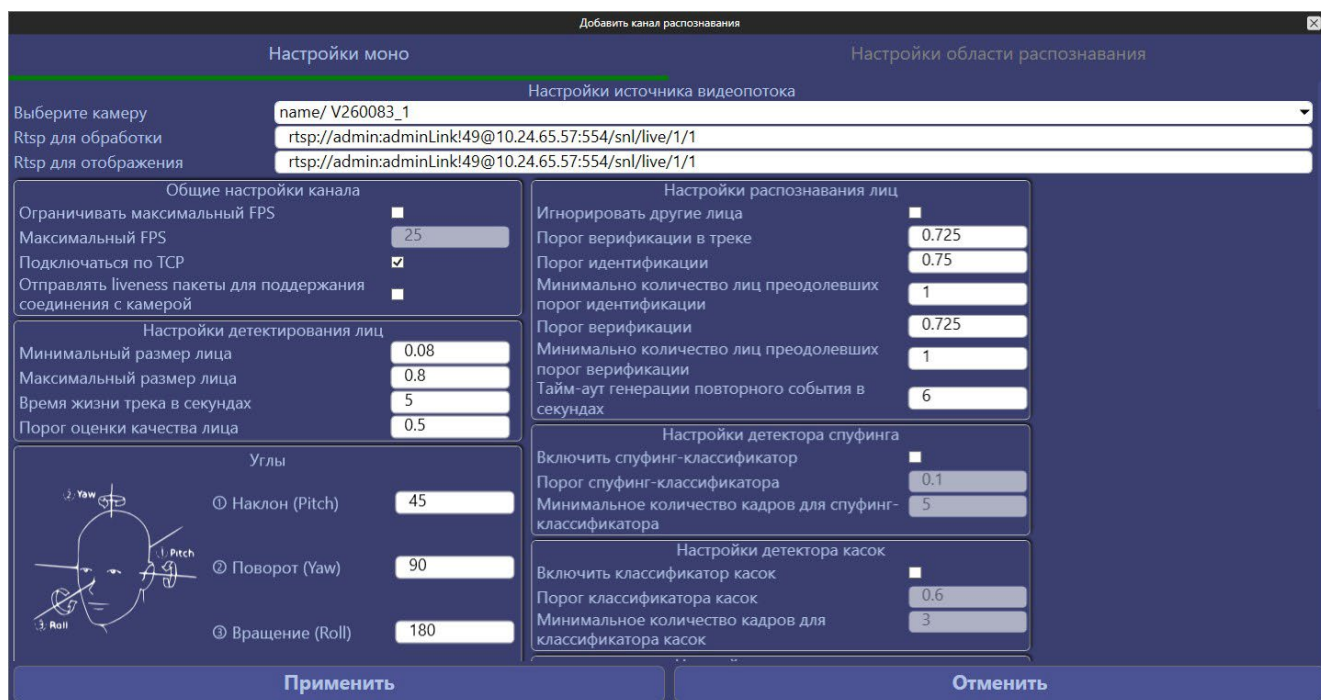 Добавить канал распознавания
Настройки моно
Настройки области распознавания
Настройки источника видеопотока
Выберите камеру
name/ V260083_1
Rtsp для обработки
rtsp://admin:adminLink!49@10.24.65.57:554/snl/live/1/1
Rtsp для отображения
rtsp://admin:adminLink!49@10.24.65.57:554/snl/live/1/1
Общие настройки канала
Ограничивать максимальный FPS
Максимальный FPS 25
Подключаться по TCP
Отправлять liveness пакеты для поддержания
соединения с камерой
Настройки детектирования лиц
Минимальный размер лица 0.08
Максимальный размер лица 0.8
Время жизни трека в секундах 5
Порог оценки качества лица 0.5
Углы
2. Yaw
1. Pitch
3. Roll
① Наклон (Pitch) 45
② Поворот (Yaw) 90
③ Вращение (Roll) 180
Настройки распознавания лиц
Игнорировать другие лица
Порог верификации в треке 0.725
Порог идентификации 0.75
Минимально количество лиц преодолевших
порог идентификации 1
Порог верификации 0.725
Минимально количество лиц преодолевших
порог верификации 1
Тайм-аут генерации повторного события в
секундах 6
Настройки детектора спуфинга
Включить спуфинг-классификатор
Порог спуфинг-классификатора 0.1
Минимальное количество кадров для спуфинг-
классификатора 5
Настройки детектора касок
Включить классификатор касок
Порог классификатора касок 0.6
Минимальное количество кадров для
классификатора касок 3
Применить
Отменить